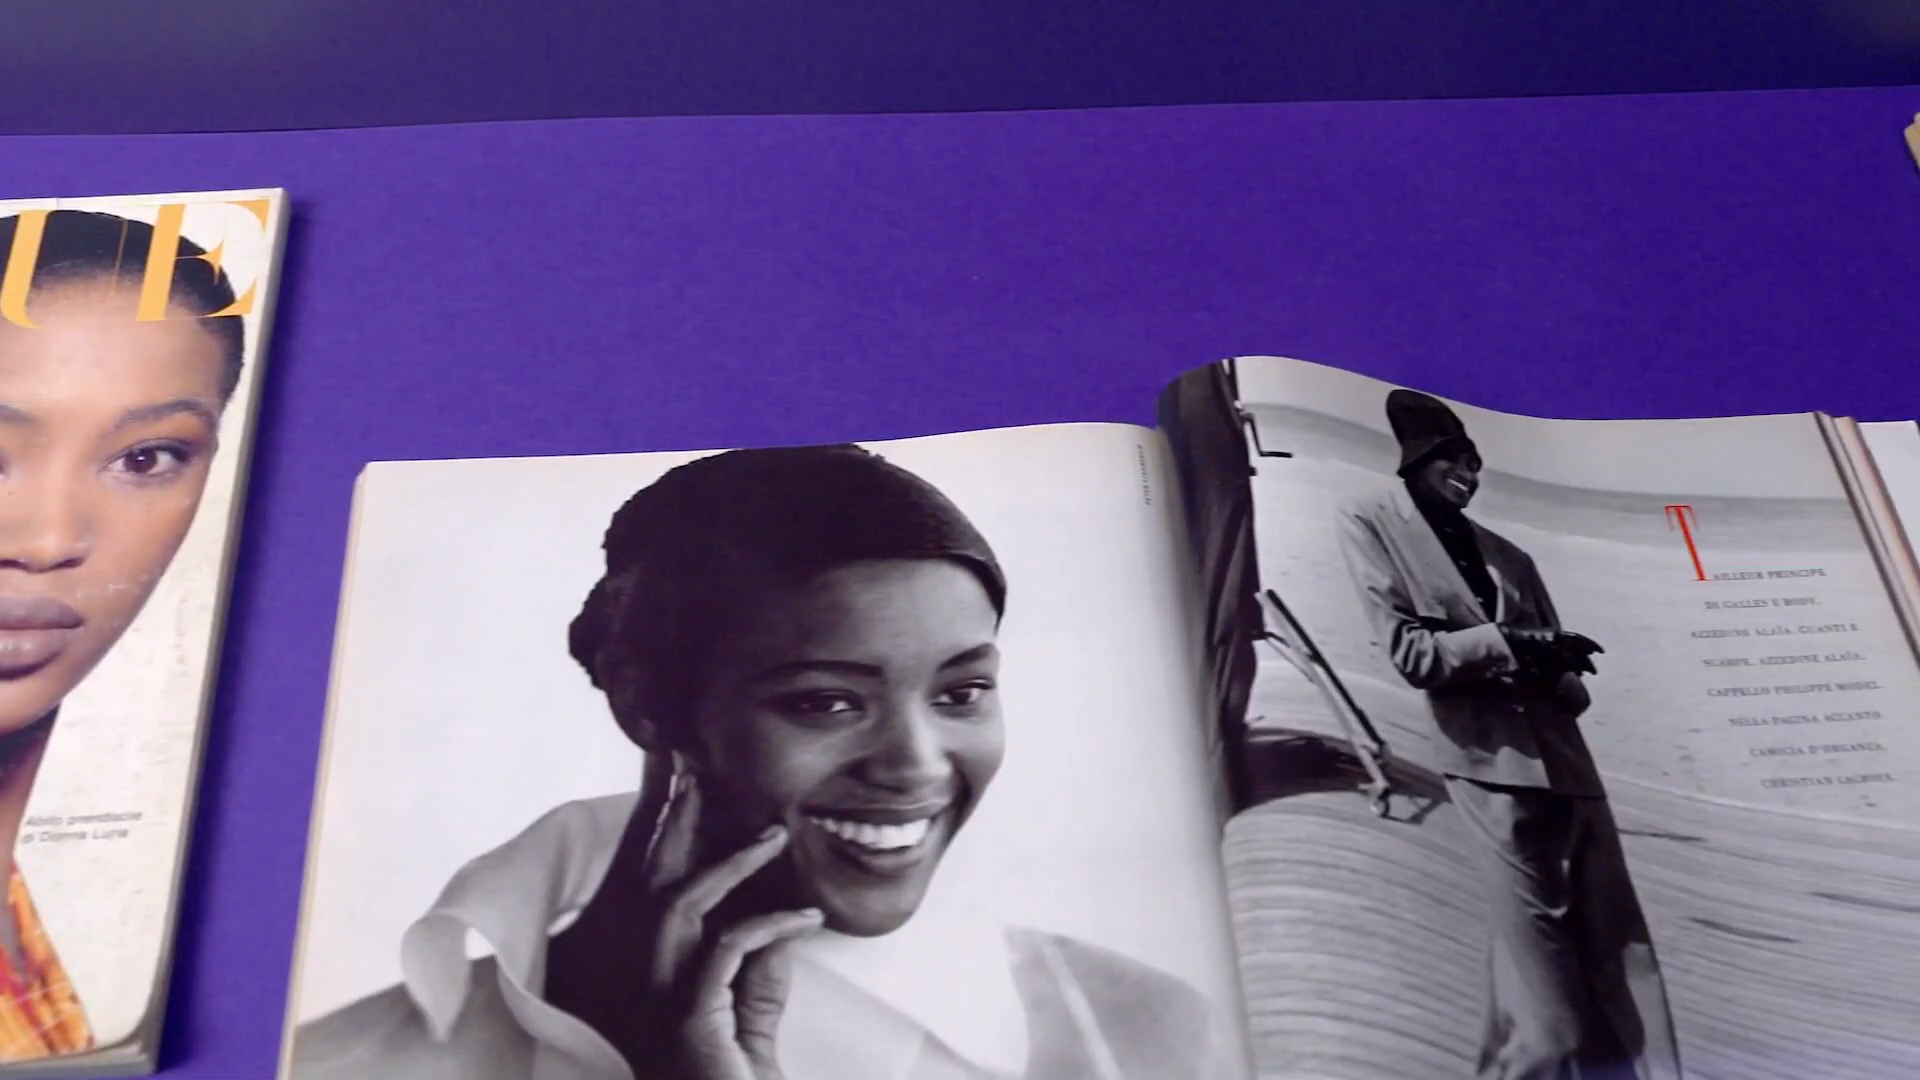 UE
Abito prendisole
di Donna Luna
TAILLEUR PRINCIPE
DI GALLES E BODY,
AZZEDINE ALAÏA. GUANTI E
SCARPE, AZZEDINE ALAÏA.
CAPPELLO PHILIPPE MODEL.
NELLA PAGINA ACCANTO
CAMICIA D'ORGANZA,
CHRISTIAN LACROIX.